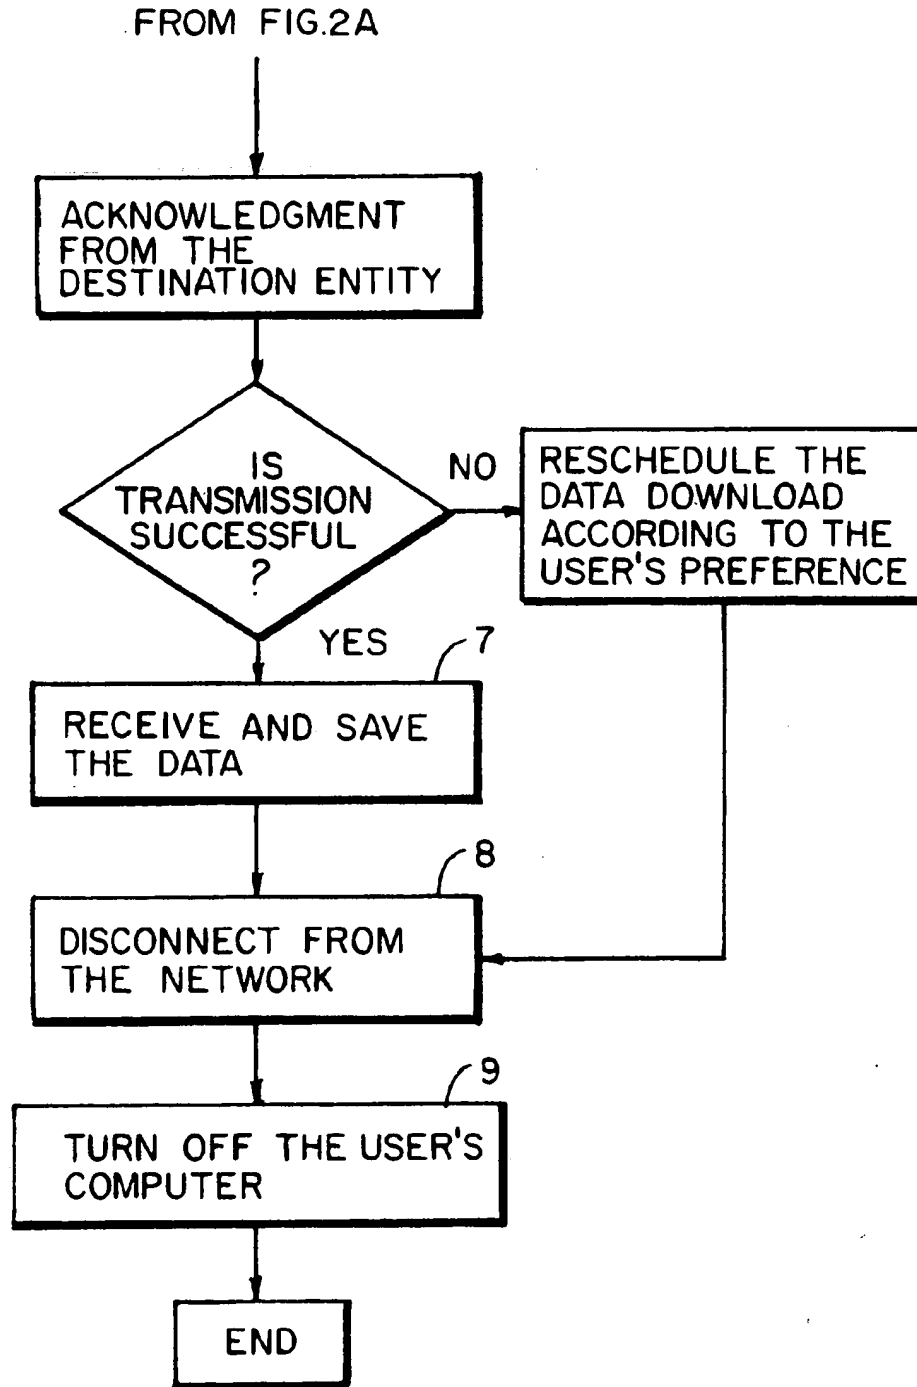 FROM FIG.2A
ACKNOWLEDGMENT
FROM THE
DESTINATION ENTITY
IS
TRANSMISSION
SUCCESSFUL
?
NO
RESCHEDULE THE
DATA DOWNLOAD
ACCORDING TO THE
USER'S PREFERENCE
YES
7
RECEIVE AND SAVE
THE DATA
8
DISCONNECT FROM
THE NETWORK
9
TURN OFF THE USER'S
COMPUTER
END